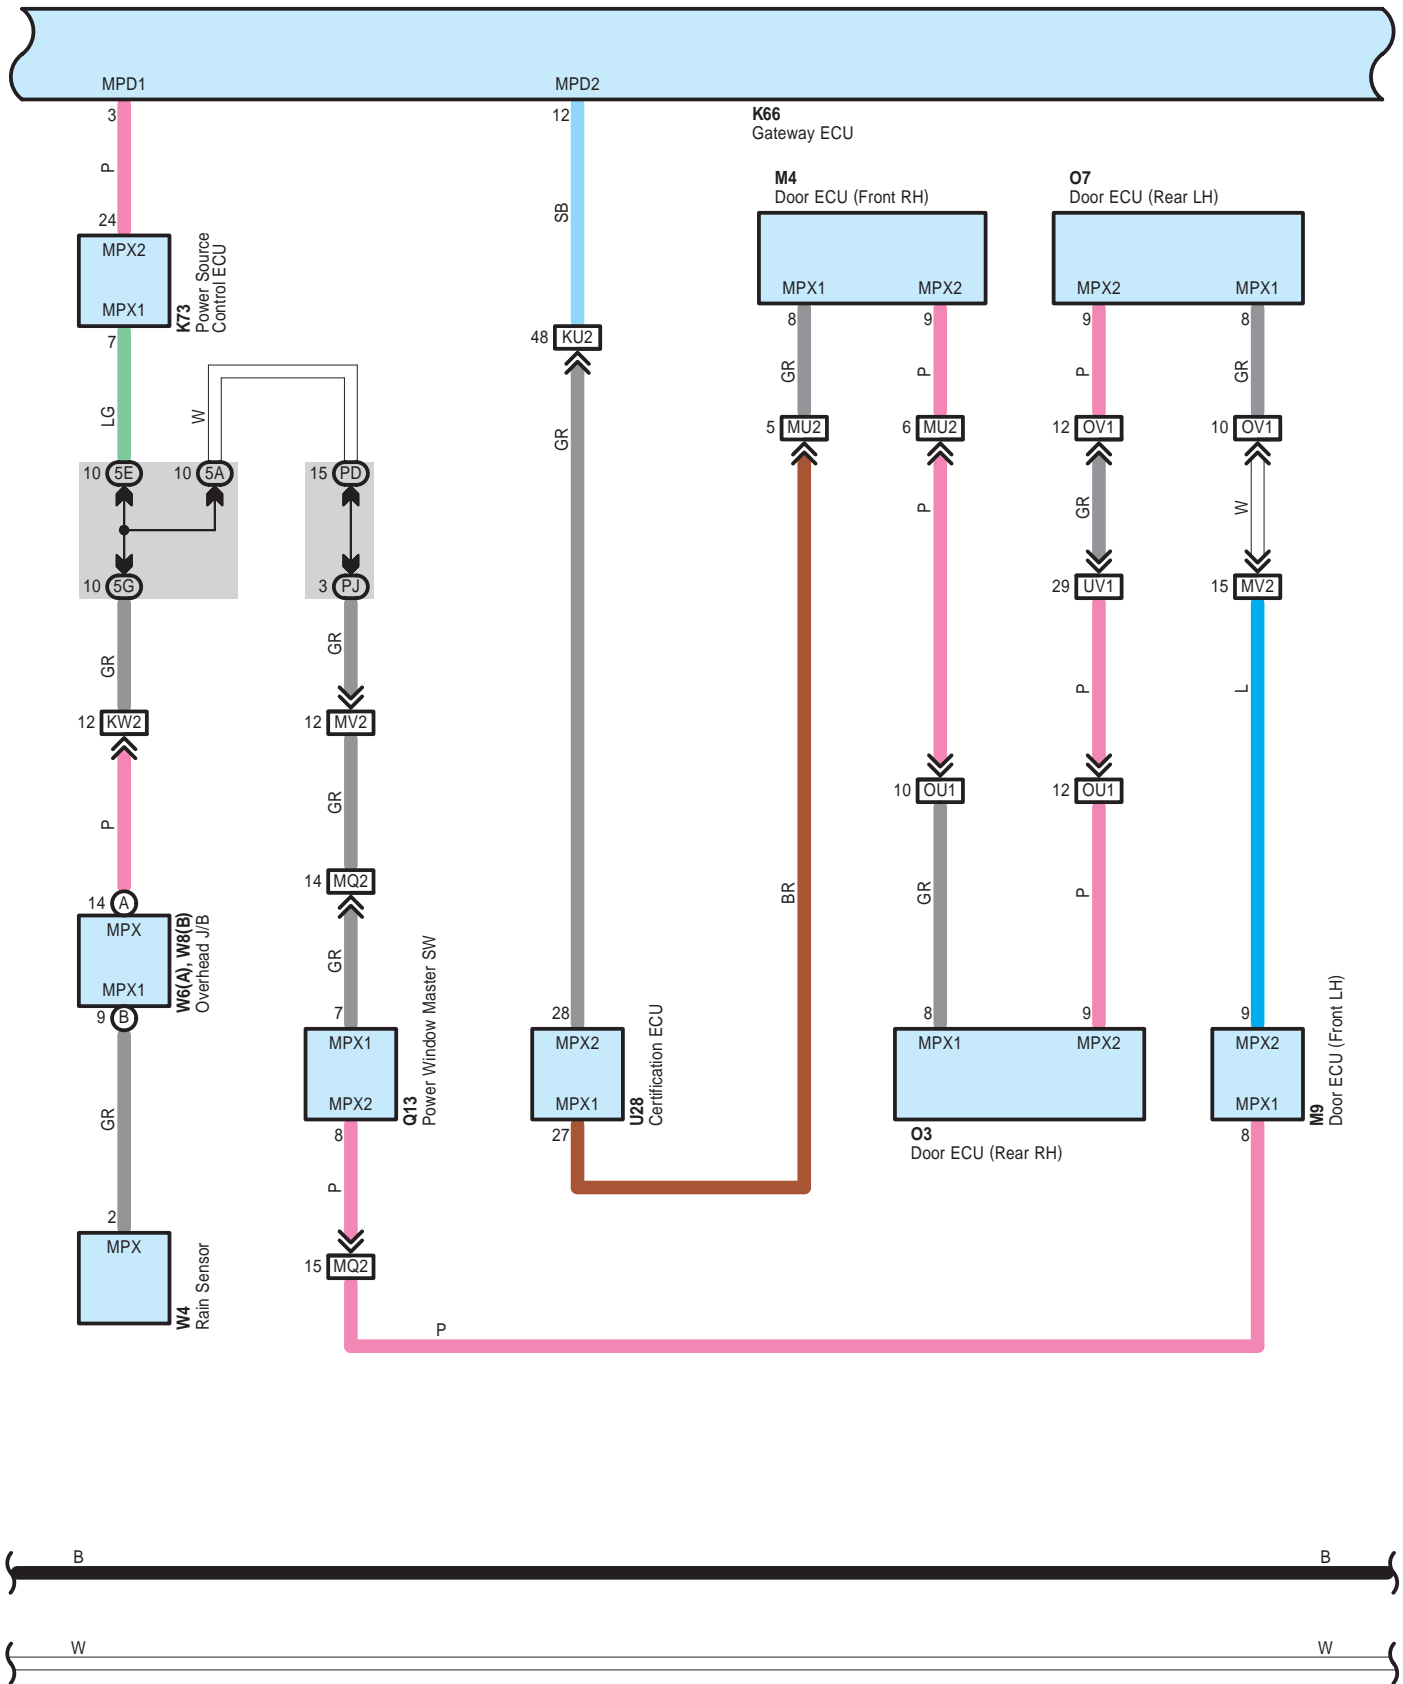 MPD1
MPD2
3
12
K66
Gateway ECU
P
SB
24
MPX2
MPX1
K73
Power Source
Control ECU
7
LG
W
M4
Door ECU (Front RH)
O7
Door ECU (Rear LH)
MPX1
MPX2
MPX2
MPX1
8
9
9
8
48
KU2
GR
P
P
GR
5
MU2
6
MU2
12
OV1
10
OV1
GR
10
5E
10
5A
15
PD
P
GR
W
10
5G
3
PJ
29
UV1
15
MV2
GR
GR
P
L
12
KW2
12
MV2
P
GR
10
OU1
12
OU1
14
MQ2
14
A
MPX
MPX1
W6(A), W8(B)
Overhead J/B
9
B
GR
BR
GR
P
7
28
8
9
9
MPX1
MPX2
Q13
Power Window Master SW
MPX2
MPX1
U28
Certification ECU
MPX1
MPX2
O3
Door ECU (Rear RH)
MPX2
MPX1
M9
Door ECU (Front LH)
GR
8
27
8
P
2
MPX
W4
Rain Sensor
15
MQ2
P
B
B
W
W